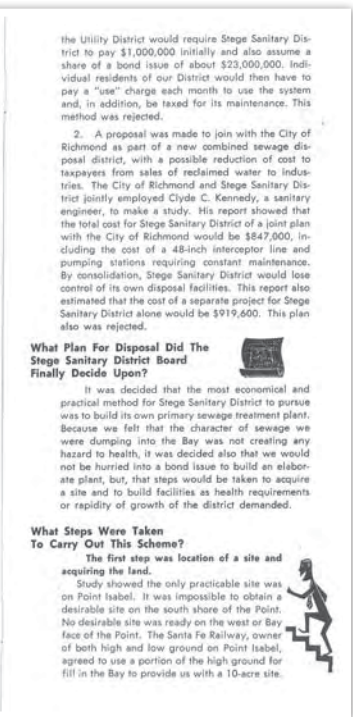 the Utility District would require Stege Sanitary Dis-
trict to pay $1,000,000 initially and also assume a
share of a bond issue of about $23,000,000. Indi-
vidual residents of our District would then have to
pay a "use" charge each month to use the system
and, in addition, be taxed for its maintenance. This
method was rejected.
2. A proposal was made to join with the City of
Richmond as part of a new combined sewage dis-
posal district, with a possible reduction of cost to
taxpayers from sales of reclaimed water to indus-
tries. The City of Richmond and Stege Sanitary Dis-
trict jointly employed Clyde C. Kennedy, a sanitary
engineer, to make a study. His report showed that
the total cost for Stege Sanitary District of a joint plan
with the City of Richmond would be $847,000, in-
cluding the cost of a 48-inch interceptor line and
pumping stations requiring constant maintenance.
By consolidation, Stege Sanitary District would lose
control of its own disposal facilities. This report also
estimated that the cost of a separate project for Stege
Sanitary District alone would be $919,600. This plan
also was rejected.
What Plan For Disposal Did The
Stege Sanitary District Board
Finally Decide Upon?
It was decided that the most economical and
practical method for Stege Sanitary District to pursue
was to build its own primary sewage treatment plant.
Because we felt that the character of sewage we
were dumping into the Bay was not creating any
hazard to health, it was decided also that we would
not be hurried into a bond issue to build an elabor-
ate plant, but, that steps would be taken to acquire
a site and to build facilities as health requirements
or rapidity of growth of the district demanded.
What Steps Were Taken
To Carry Out This Scheme?
The first step was location of a site and
acquiring the land.
Study showed the only practicable site was
on Point Isabel. It was impossible to obtain a
desirable site on the south shore of the Point.
No desirable site was ready on the west or Bay
face of the Point. The Santa Fe Railway, owner
of both high and low ground on Point Isabel,
agreed to use a portion of the high ground for
fill in the Bay to provide us with a 10-acre site.